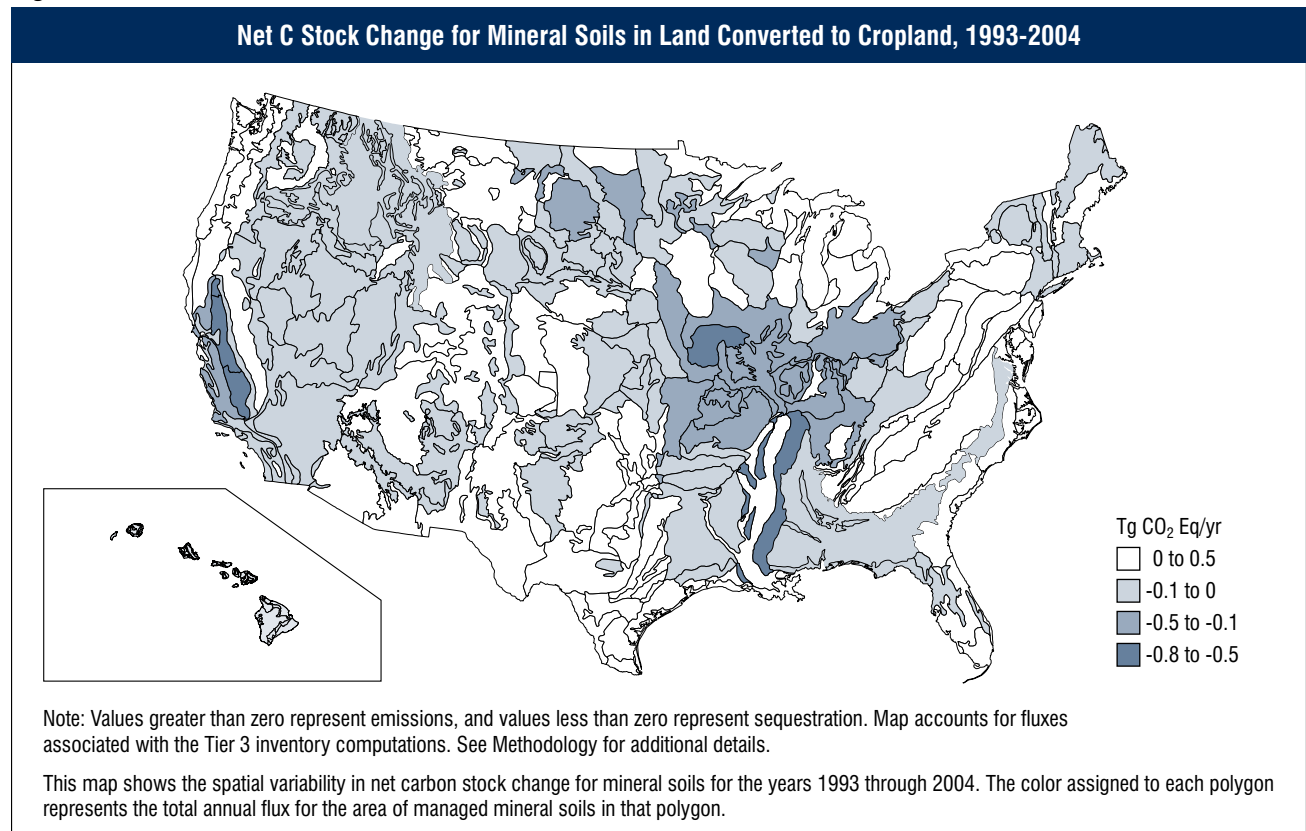 Net C Stock Change for Mineral Soils in Land Converted to Cropland, 1993-2004
Tg CO₂ Eq/yr
0 to 0.5
-0.1 to 0
-0.5 to -0.1
-0.8 to -0.5
Note: Values greater than zero represent emissions, and values less than zero represent sequestration. Map accounts for fluxes
associated with the Tier 3 inventory computations. See Methodology for additional details.
This map shows the spatial variability in net carbon stock change for mineral soils for the years 1993 through 2004. The color assigned to each polygon
represents the total annual flux for the area of managed mineral soils in that polygon.